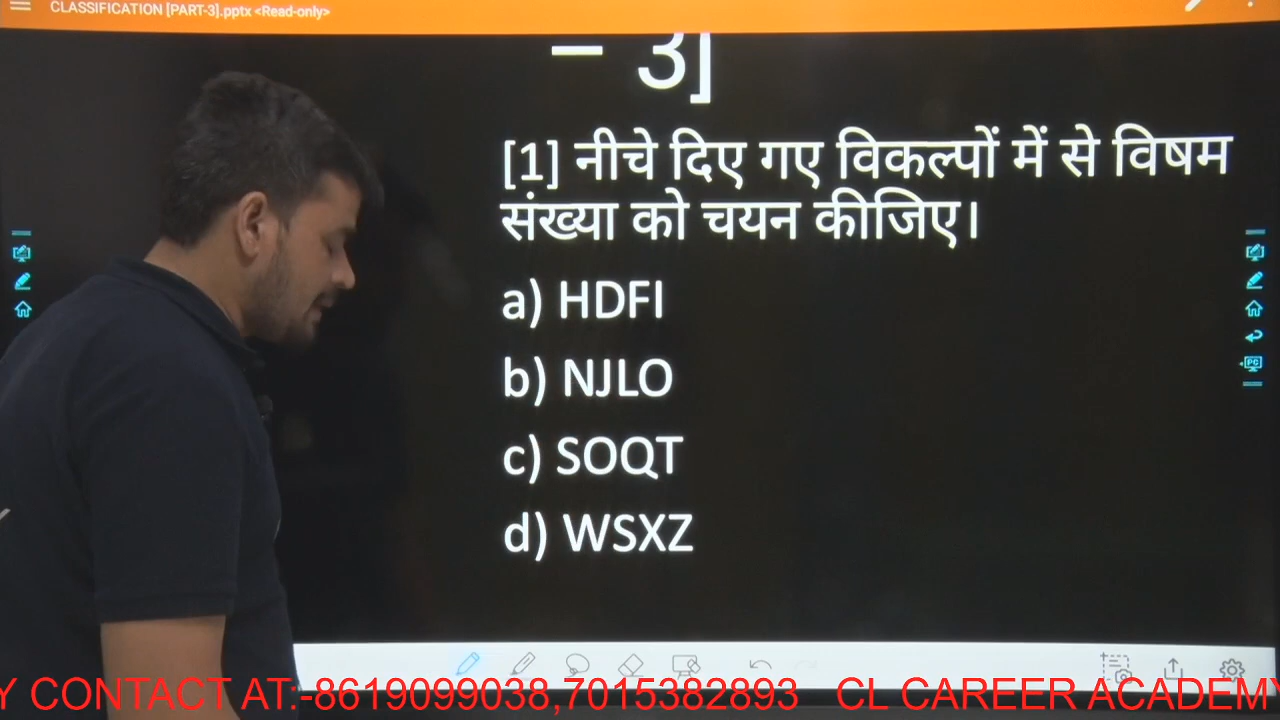 CLASSIFICATION [PART-3].pptx <Read-only>
– 3]
[1] नीचे दिए गए विकल्पों में से विषम
संख्या को चयन कीजिए।
a) HDFI
b) NJLO
c) SOQT
d) WSXZ
PC
Y CONTACT AT:-8619099038,7015382893 CL CAREER ACADEMY